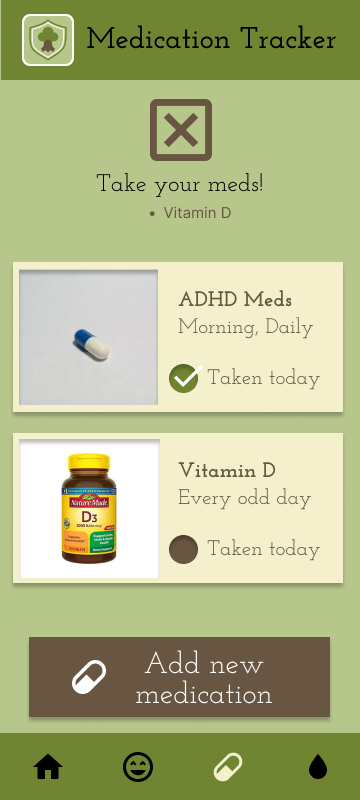 Medication Tracker
Take your meds!
• Vitamin D
ADHD Meds
Morning, Daily
Taken today
Nature Made
D3
Vitamin D
Every odd day
Taken today
Add new
medication